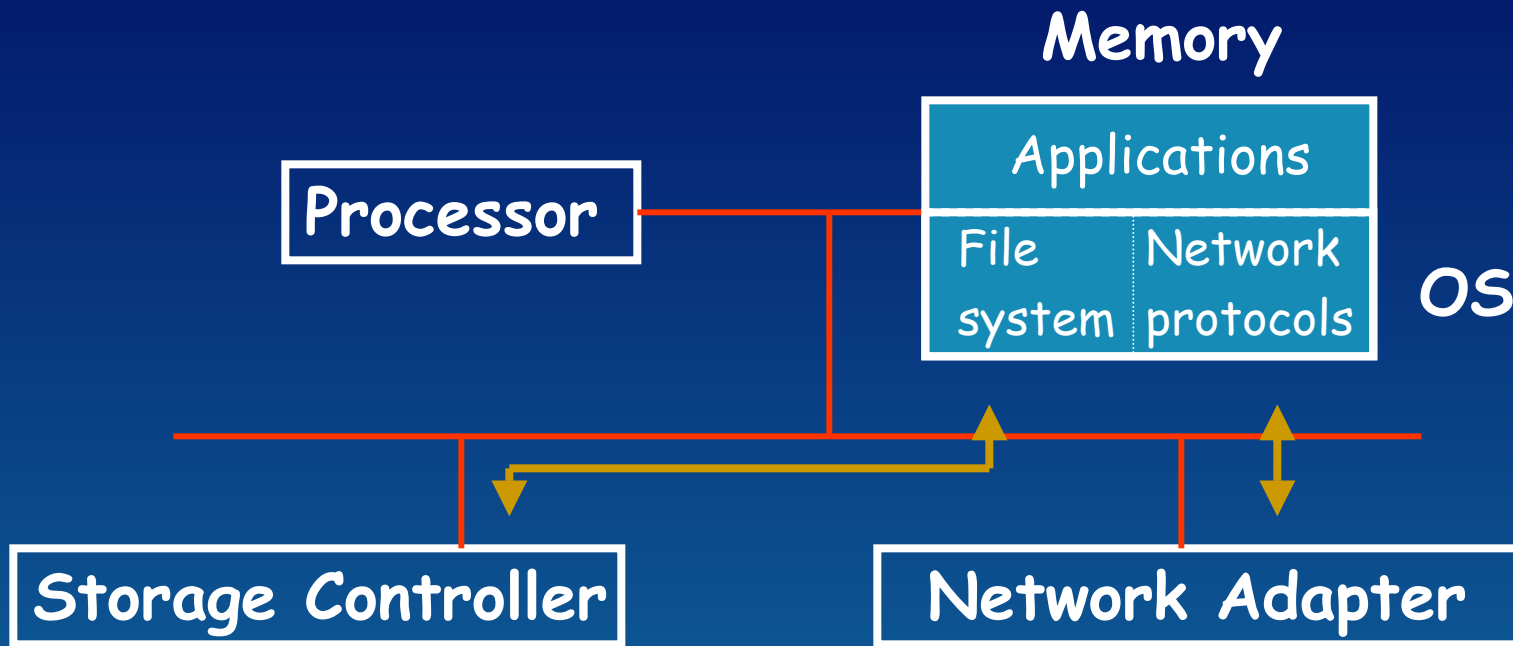 Memory
Applications
Processor
File
system
Network
protocols
OS
Storage Controller
Network Adapter